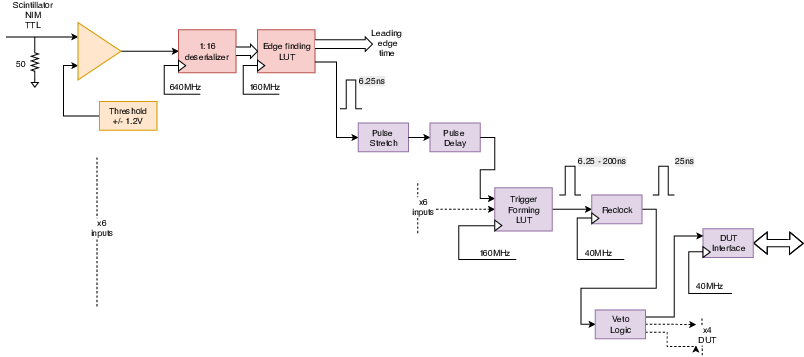 Scintillator
NIM
TTL
50
Threshold
+/- 1.2V
x6
inputs
1:16
deserializer
640MHz
Edge finding
LUT
160MHz
Leading
edge
time
6.25ns
Pulse
Stretch
Pulse
Delay
x6
inputs
Trigger
Forming
LUT
160MHz
6.25 - 200ns
Reclock
40MHz
25ns
Veto
Logic
DUT
Interface
40MHz
x4
DUT